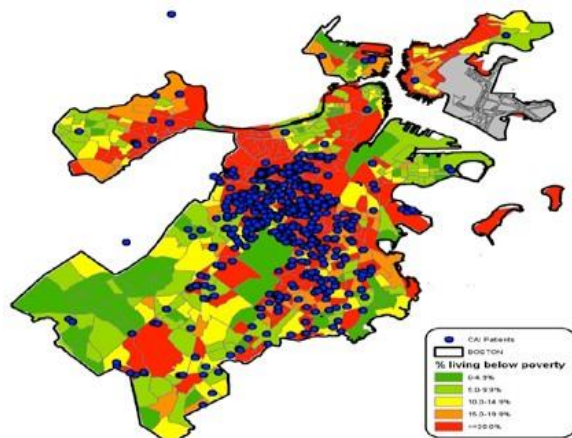 CAI Patients
BOSTON
% living below poverty
0-4.9%
5.0-9.9%
10.0-14.9%
15.0-19.9%
>=20.0%